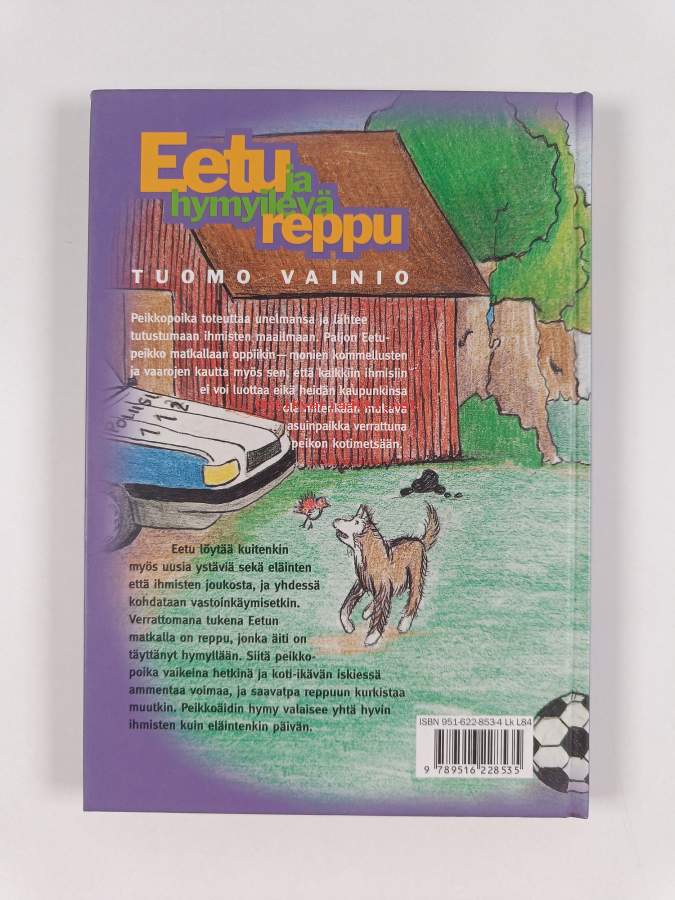 Eetu ja
hymyilevä
reppu
TUOMO VAINIO
Peikkopoika toteuttaa unelmansa ja lähtee
tutustumaan ihmisten maailmaan. Paljon Eetu-
peikko matkallaan oppiikin — monien kommellusten
ja vaarojen kautta myös sen, että kaikkiin ihmisiin
ei voi luottaa eikä heidän kaupunkinsa
ole mitenkään mukava
asuinpaikka verrattuna
peikon kotimetsään.
Poliisi
112
Eetu löytää kuitenkin
myös uusia ystäviä sekä eläinten
että ihmisten joukosta, ja yhdessä
kohdataan vastoinkäymisetkin.
Verrattomana tukena Eetun
matkalla on reppu, jonka äiti on
täyttänyt hymyllään. Siitä peikko-
poika vaikeina hetkinä ja koti-ikävän iskiessä
ammentaa voimaa, ja saavatpa reppuun kurkistaa
muutkin. Peikkoäidin hymy valaisee yhtä hyvin
ihmisten kuin eläintenkin päivän.
ISBN 951-622-853-4 Lk L84
9 789516 228535